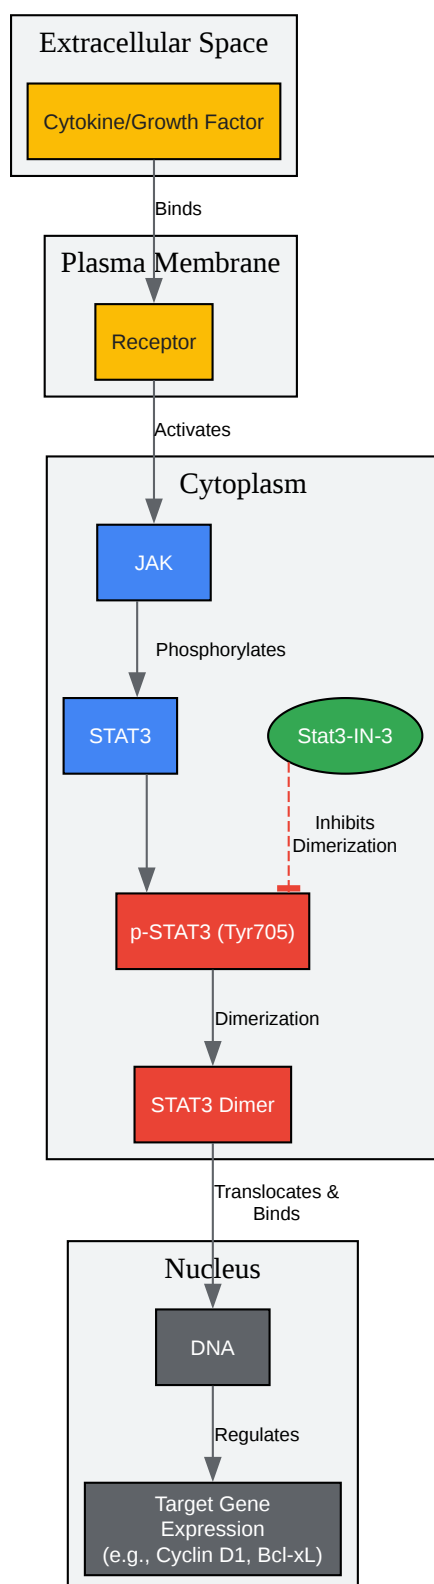 Extracellular Space
Cytokine/Growth Factor
Binds
Plasma Membrane
Receptor
Activates
Cytoplasm
JAK
Phosphorylates
STAT3
Stat3-IN-3
Inhibits
Dimerization
p-STAT3 (Tyr705)
Dimerization
STAT3 Dimer
Translocates &
Binds
Nucleus
DNA
Regulates
Target Gene
Expression
(e.g., Cyclin D1, Bcl-xL)